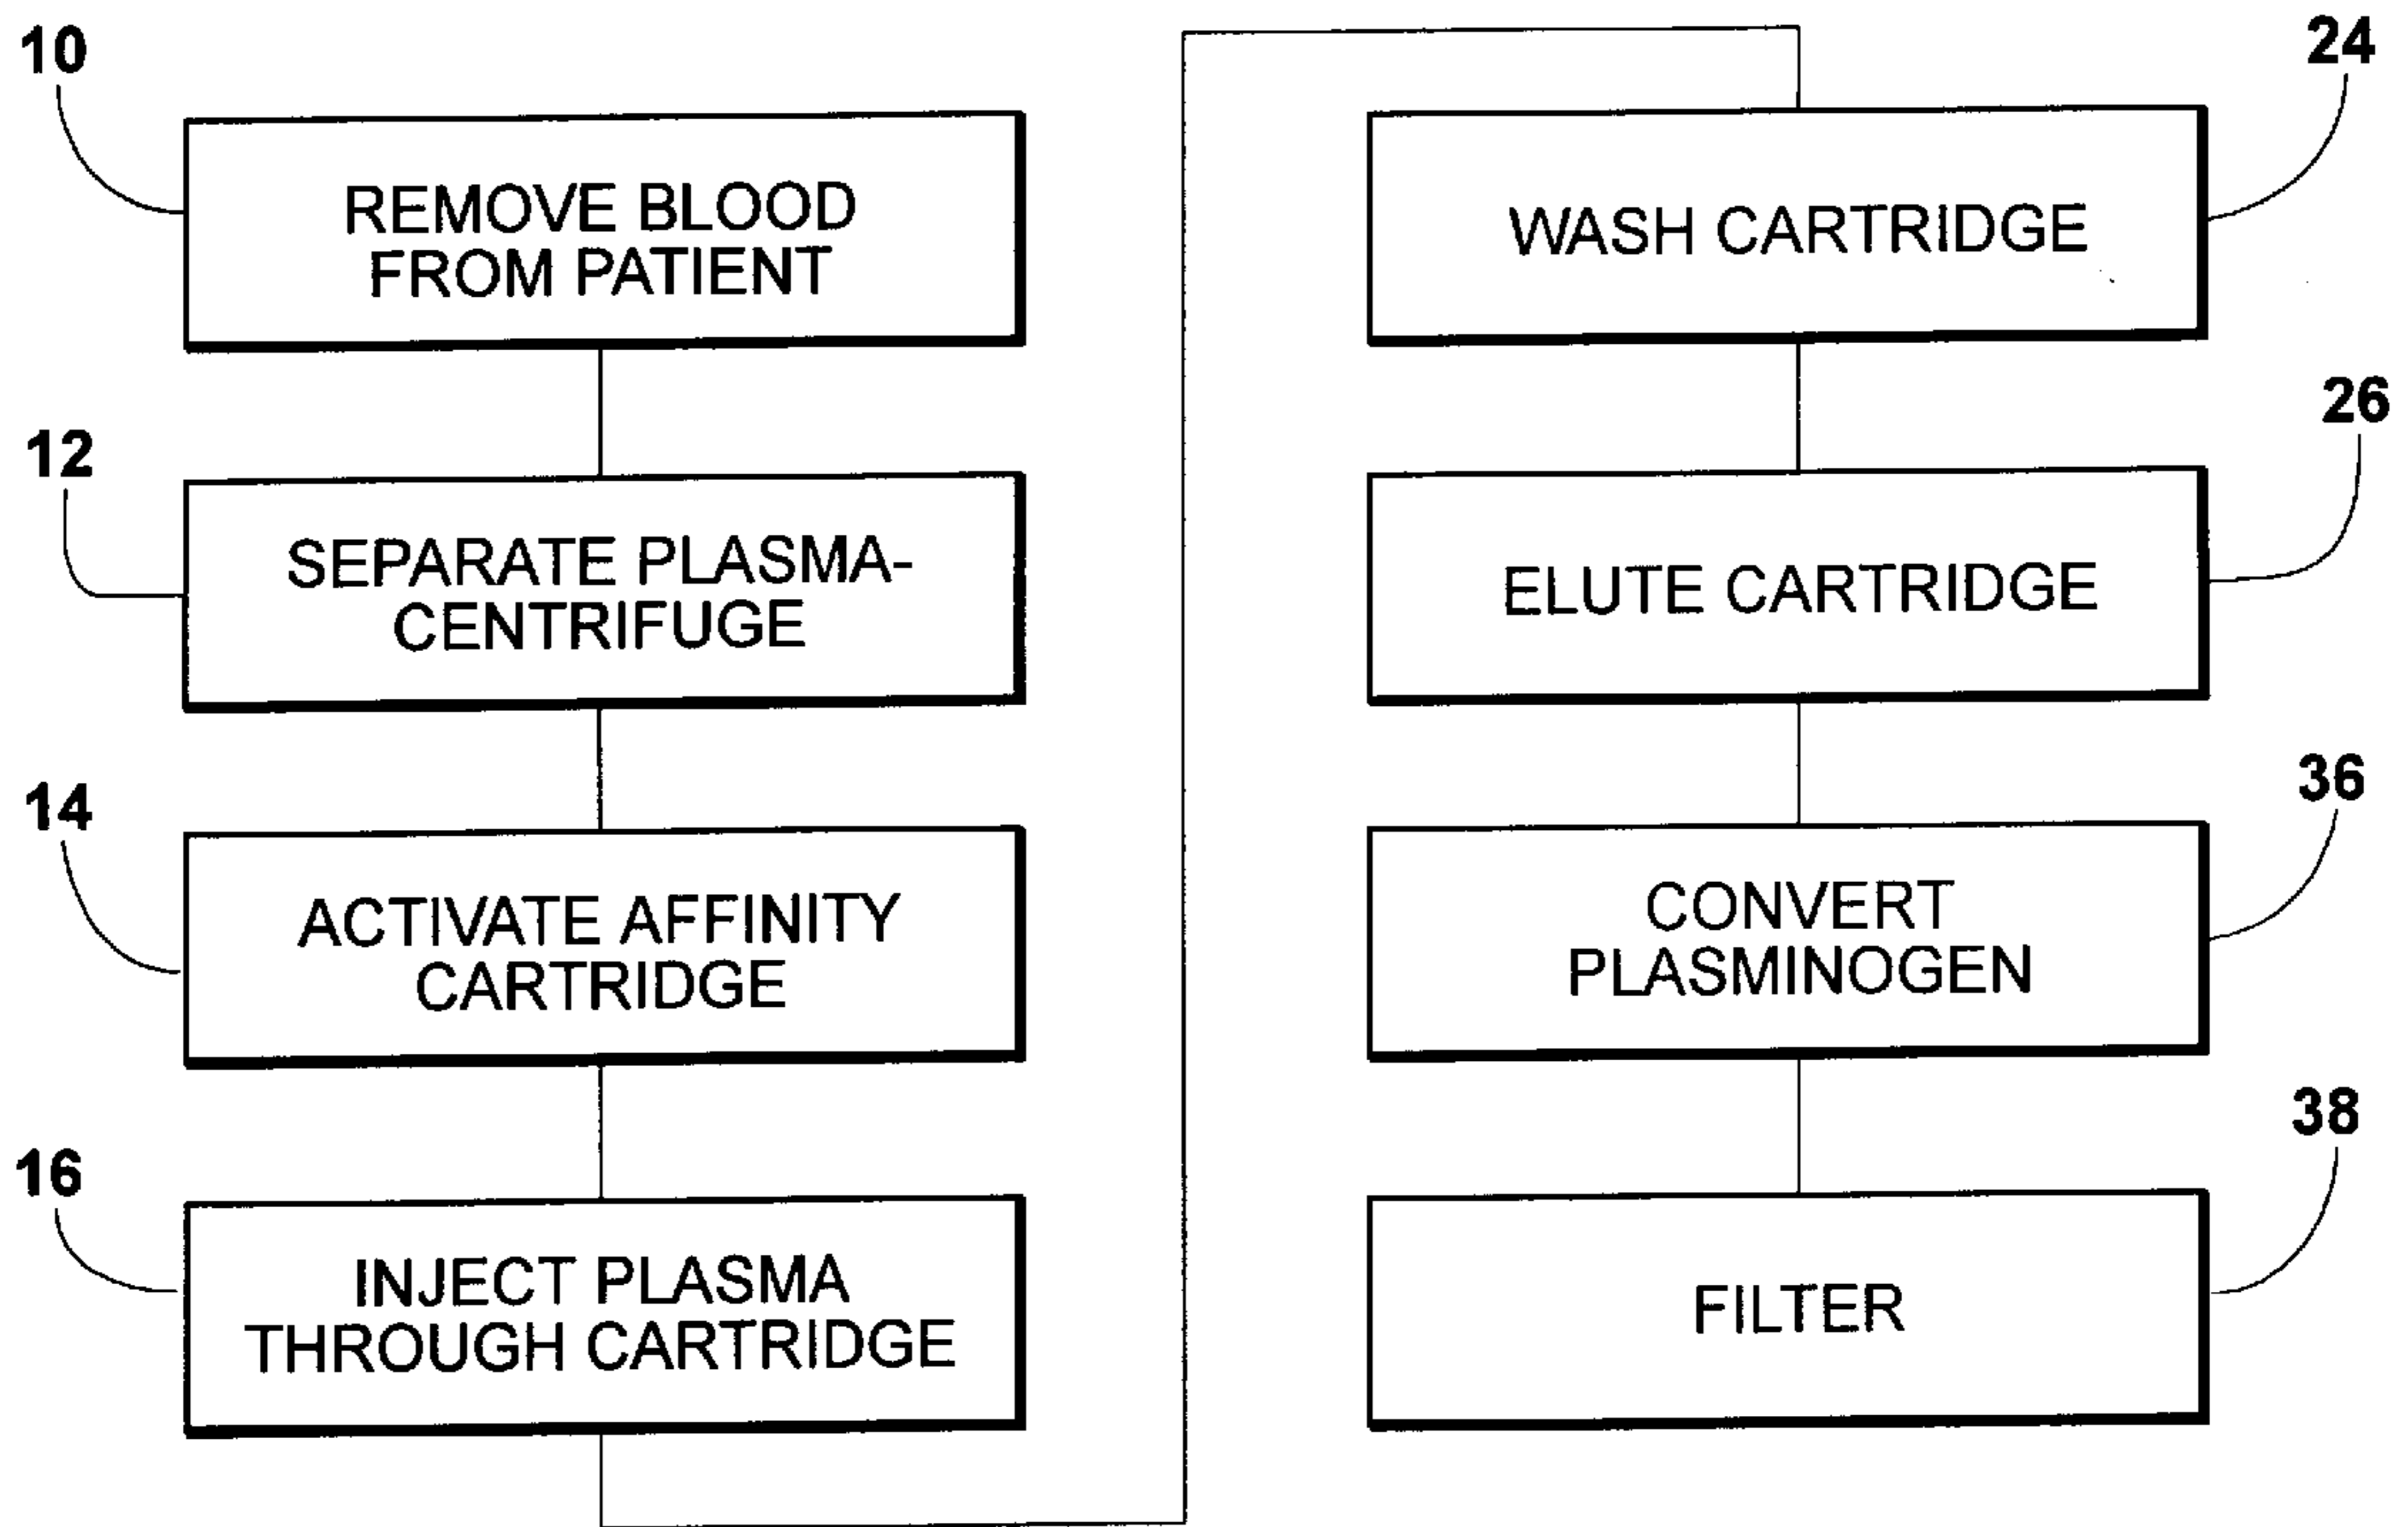 10
REMOVE BLOOD
FROM PATIENT
12
SEPARATE PLASMA-
CENTRIFUGE
14
ACTIVATE AFFINITY
CARTRIDGE
16
INJECT PLASMA
THROUGH CARTRIDGE
24
WASH CARTRIDGE
26
ELUTE CARTRIDGE
36
CONVERT
PLASMINOGEN
38
FILTER